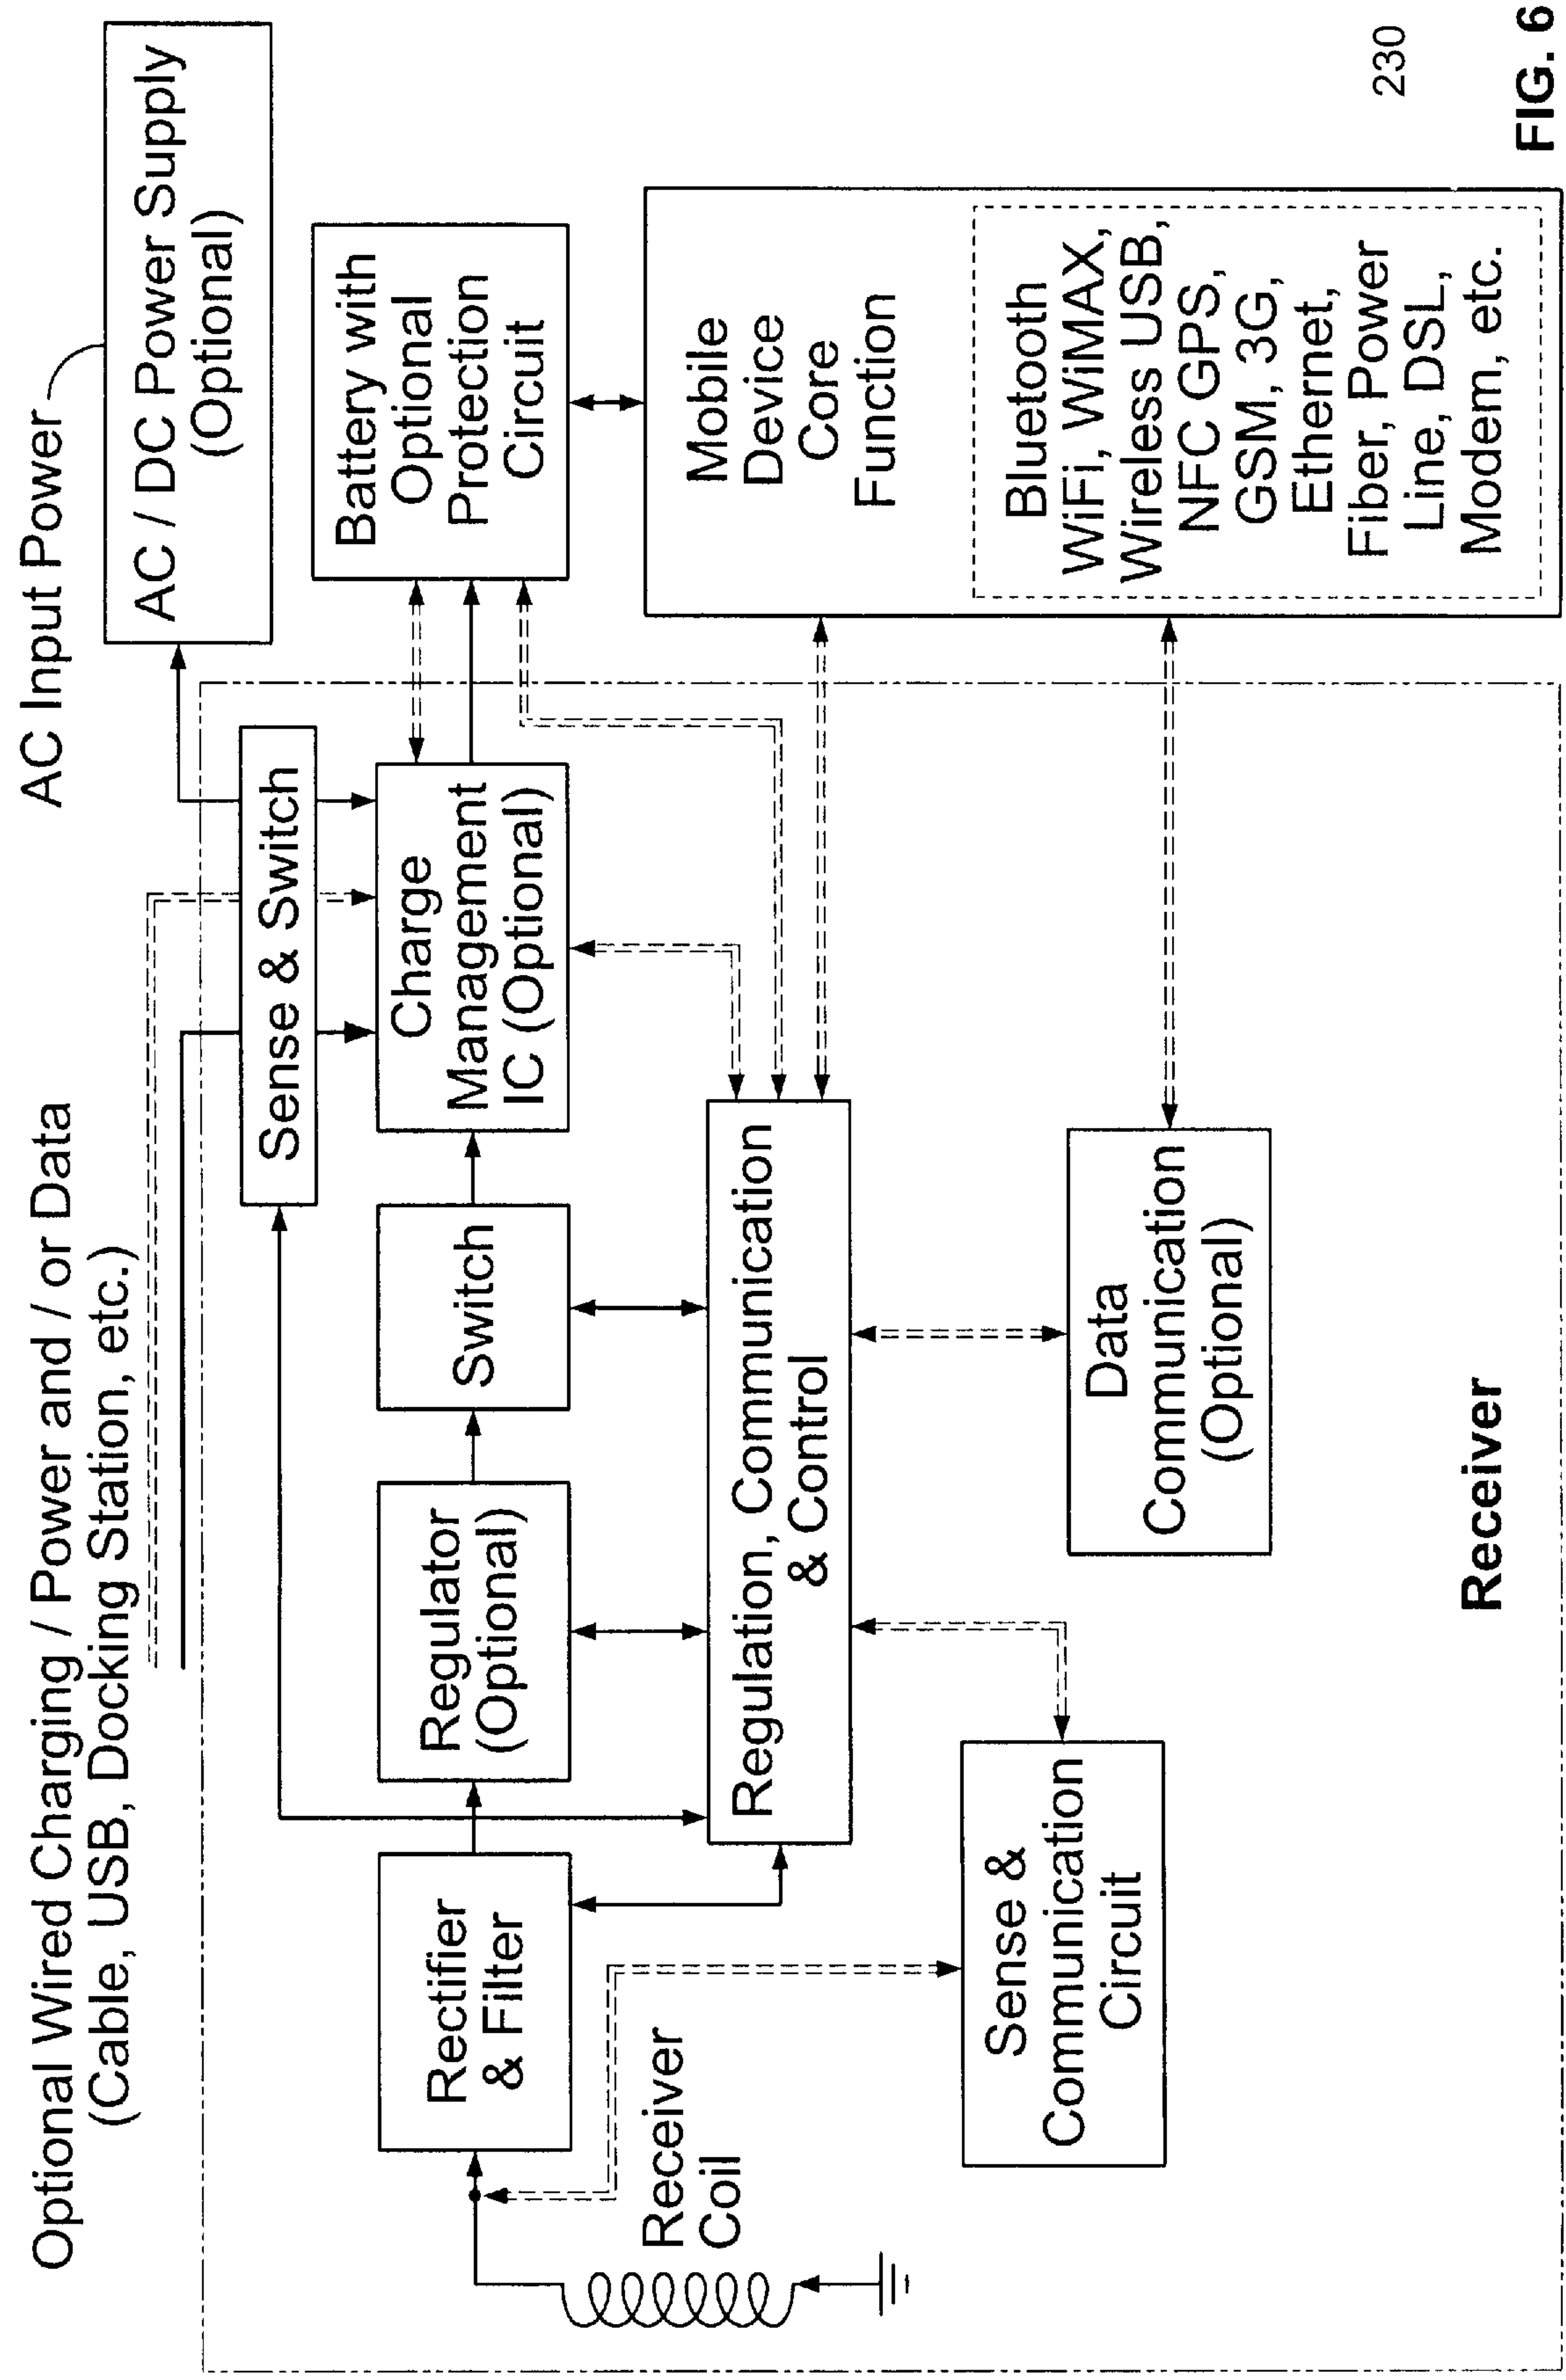 Optional Wired Charging / Power and / or Data
(Cable, USB, Docking Station, etc.)
AC Input Power
AC / DC Power Supply
(Optional)
Sense & Switch
Rectifier
& Filter
Regulator
(Optional)
Switch
Charge
Management
IC (Optional)
Battery with
Optional
Protection
Circuit
Receiver
Coil
Regulation, Communication
& Control
Mobile
Device
Core
Function
Bluetooth
WiFi, WiMAX,
Wireless USB,
NFC GPS,
GSM, 3G,
Ethernet,
Fiber, Power
Line, DSL,
Modem, etc.
Sense &
Communication
Circuit
Data
Communication
(Optional)
Receiver
230
FIG. 6